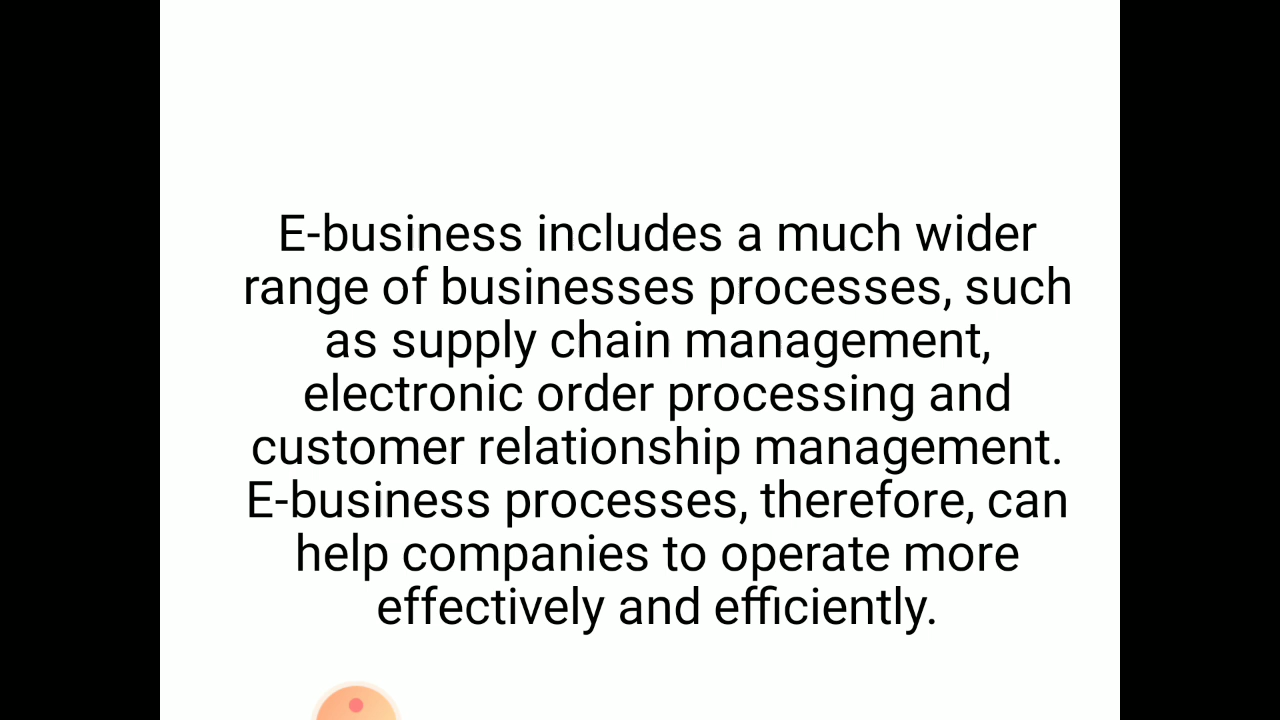 E-business includes a much wider
range of businesses processes, such
as supply chain management,
electronic order processing and
customer relationship management.
E-business processes, therefore, can
help companies to operate more
effectively and efficiently.